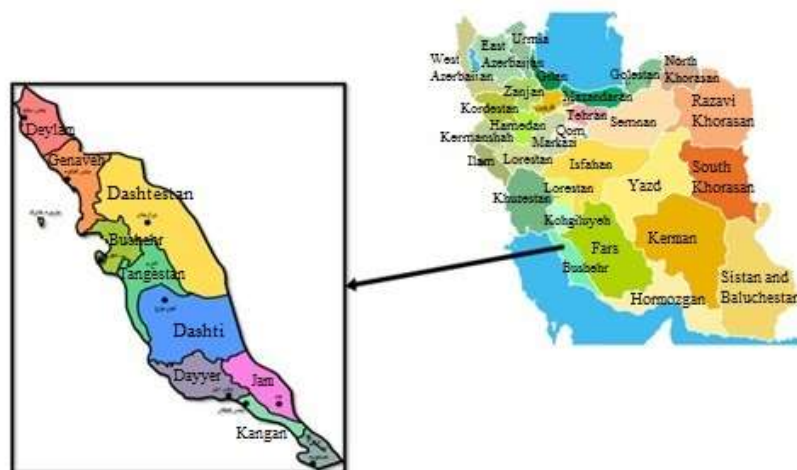 Deylam
Genaveh
Dashtestan
Bushehr
Tangestan
Dashti
Dayyer
Jam
Kangan
Urmia
East
Azerbaijan
West
Azerbaijan
Gilan
Golestan
North
Khorasan
Zanjan
Mazandaran
Kordestan
Tehran
Semnan
Razavi
Khorasan
Hamedan
Qom
Markazi
Kermanshah
Ilam
Lorestan
Isfahan
Yazd
South
Khorasan
Khuzestan
Lorestan
Kohgiluyeh
Fars
Kerman
Bushehr
Hormozgan
Sistan and
Baluchestan